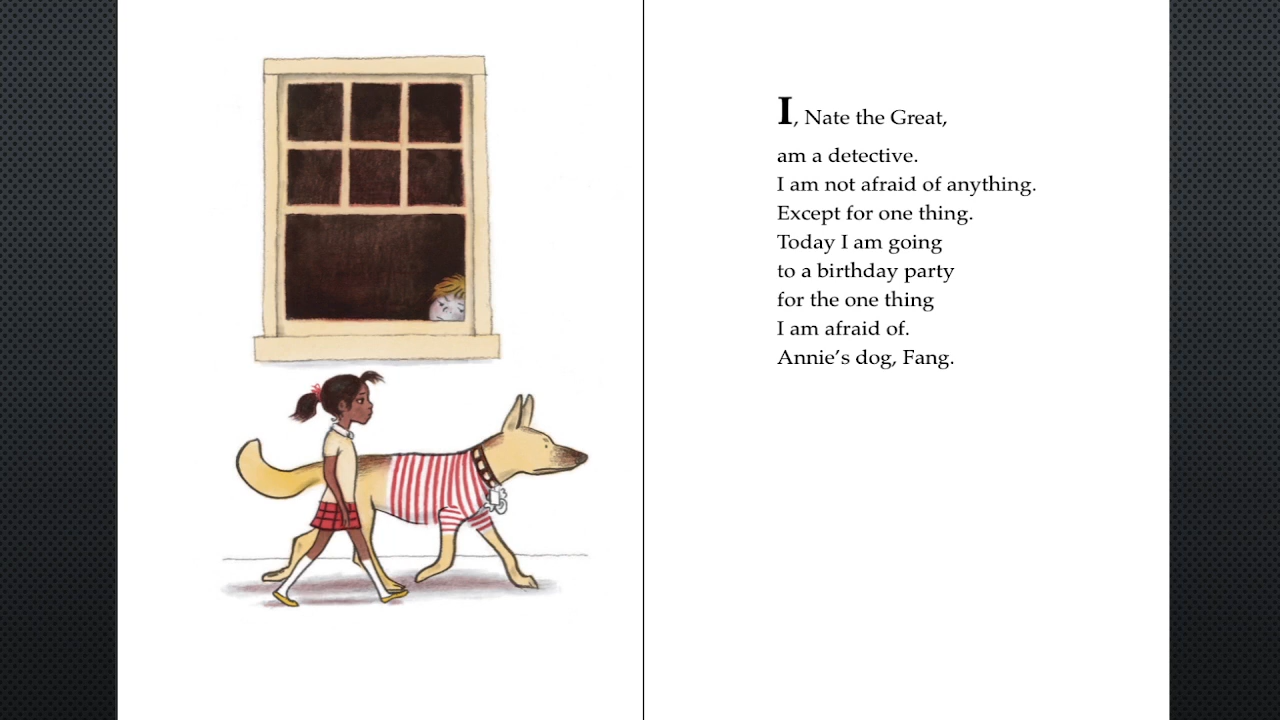 I, Nate the Great,
am a detective.
I am not afraid of anything.
Except for one thing.
Today I am going
to a birthday party
for the one thing
I am afraid of.
Annie’s dog, Fang.